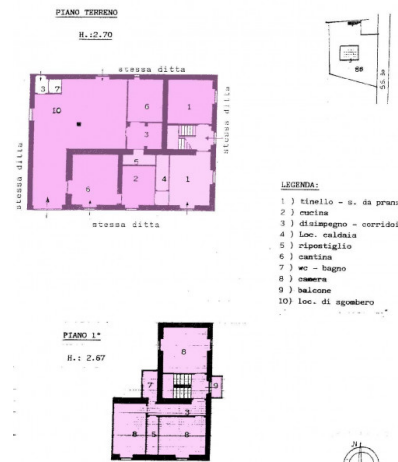 PIANO TERRENO
H.:2.70
stessa ditta
3 7
6
1
10
3
stessa ditta
stessa ditta
5
6
2
4
1
stessa ditta
LEGENDA:
1 ) tinello - s. da pran
2 ) cucina
3 ) disimpegno - corridoi
4 ) Loc. caldaia
5 ) ripostiglio
6 ) cantina
7 ) wc - bagno
8 ) camera
9 ) balcone
10) loc. di sgombero
PIANO 1°
H.: 2.67
8
7
9
3
8
5
8
N